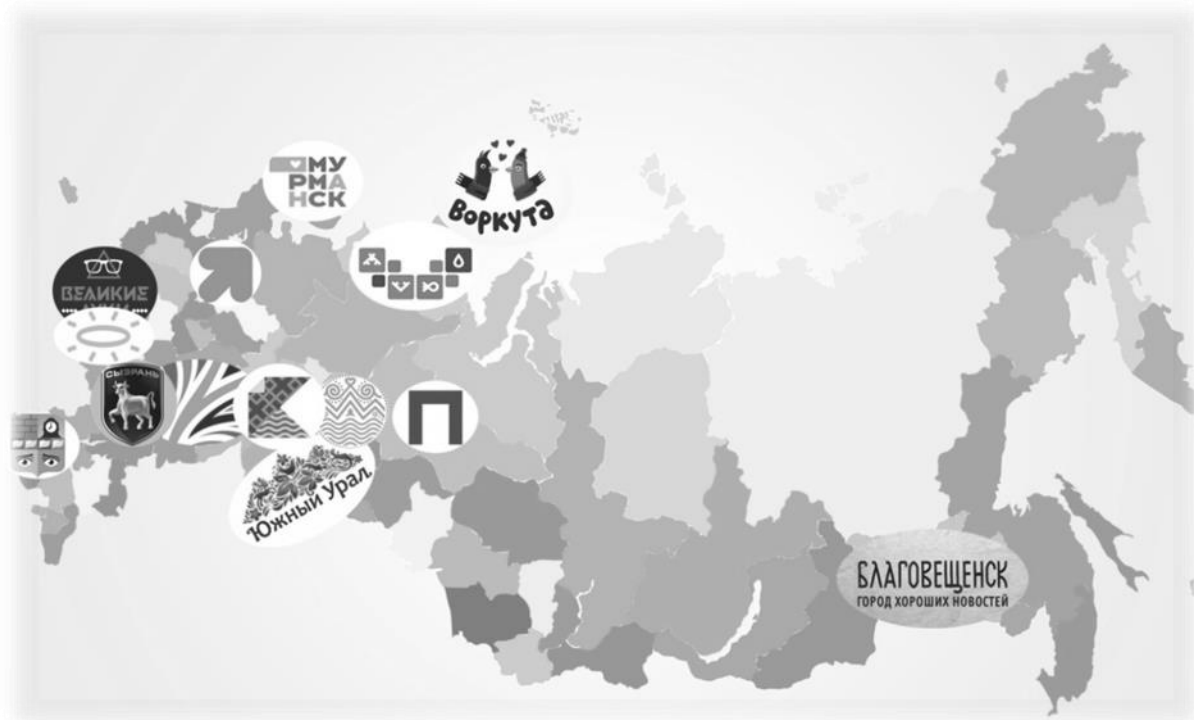 МУ
РМА
НСК
ВОРКУТА
ВЕЛИКИЕ
СЫЗРАНЬ
П
Южный Урал
БЛАГОВЕЩЕНСК
ГОРОД ХОРОШИХ НОВОСТЕЙ